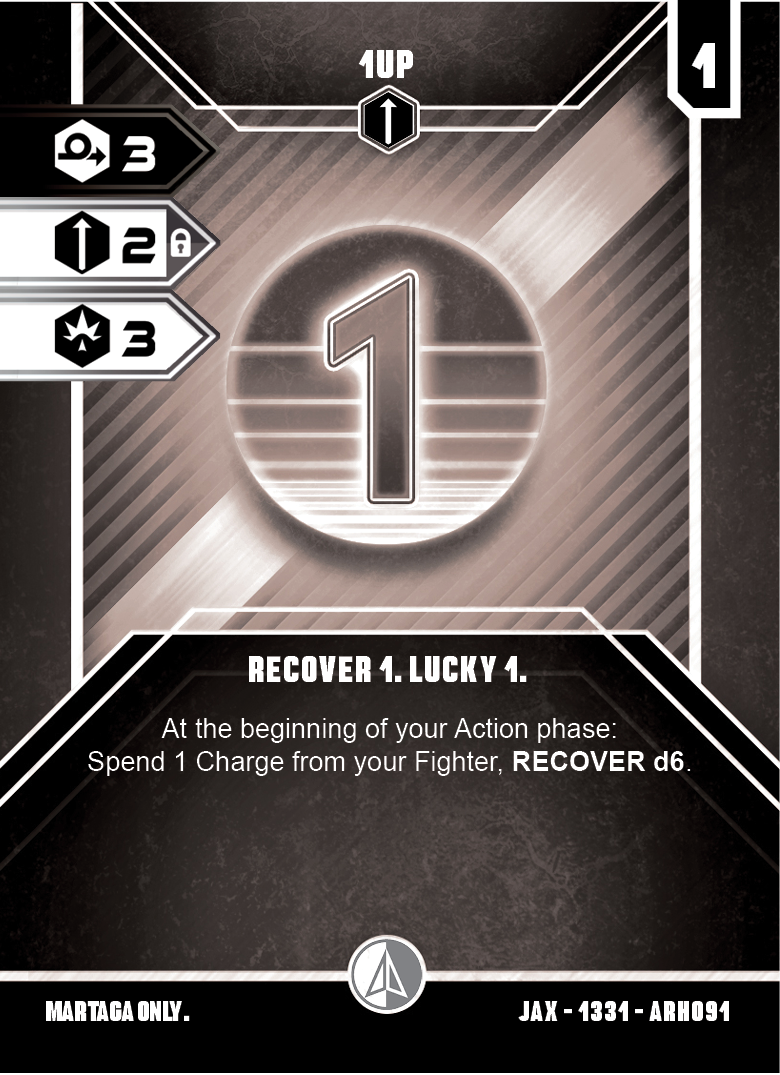 1UP
1
3
2
3
1
RECOVER 1. LUCKY 1.
At the beginning of your Action phase:
Spend 1 Charge from your Fighter, RECOVER d6.
MARTAGA ONLY.
JAX - 1331 - ARH091